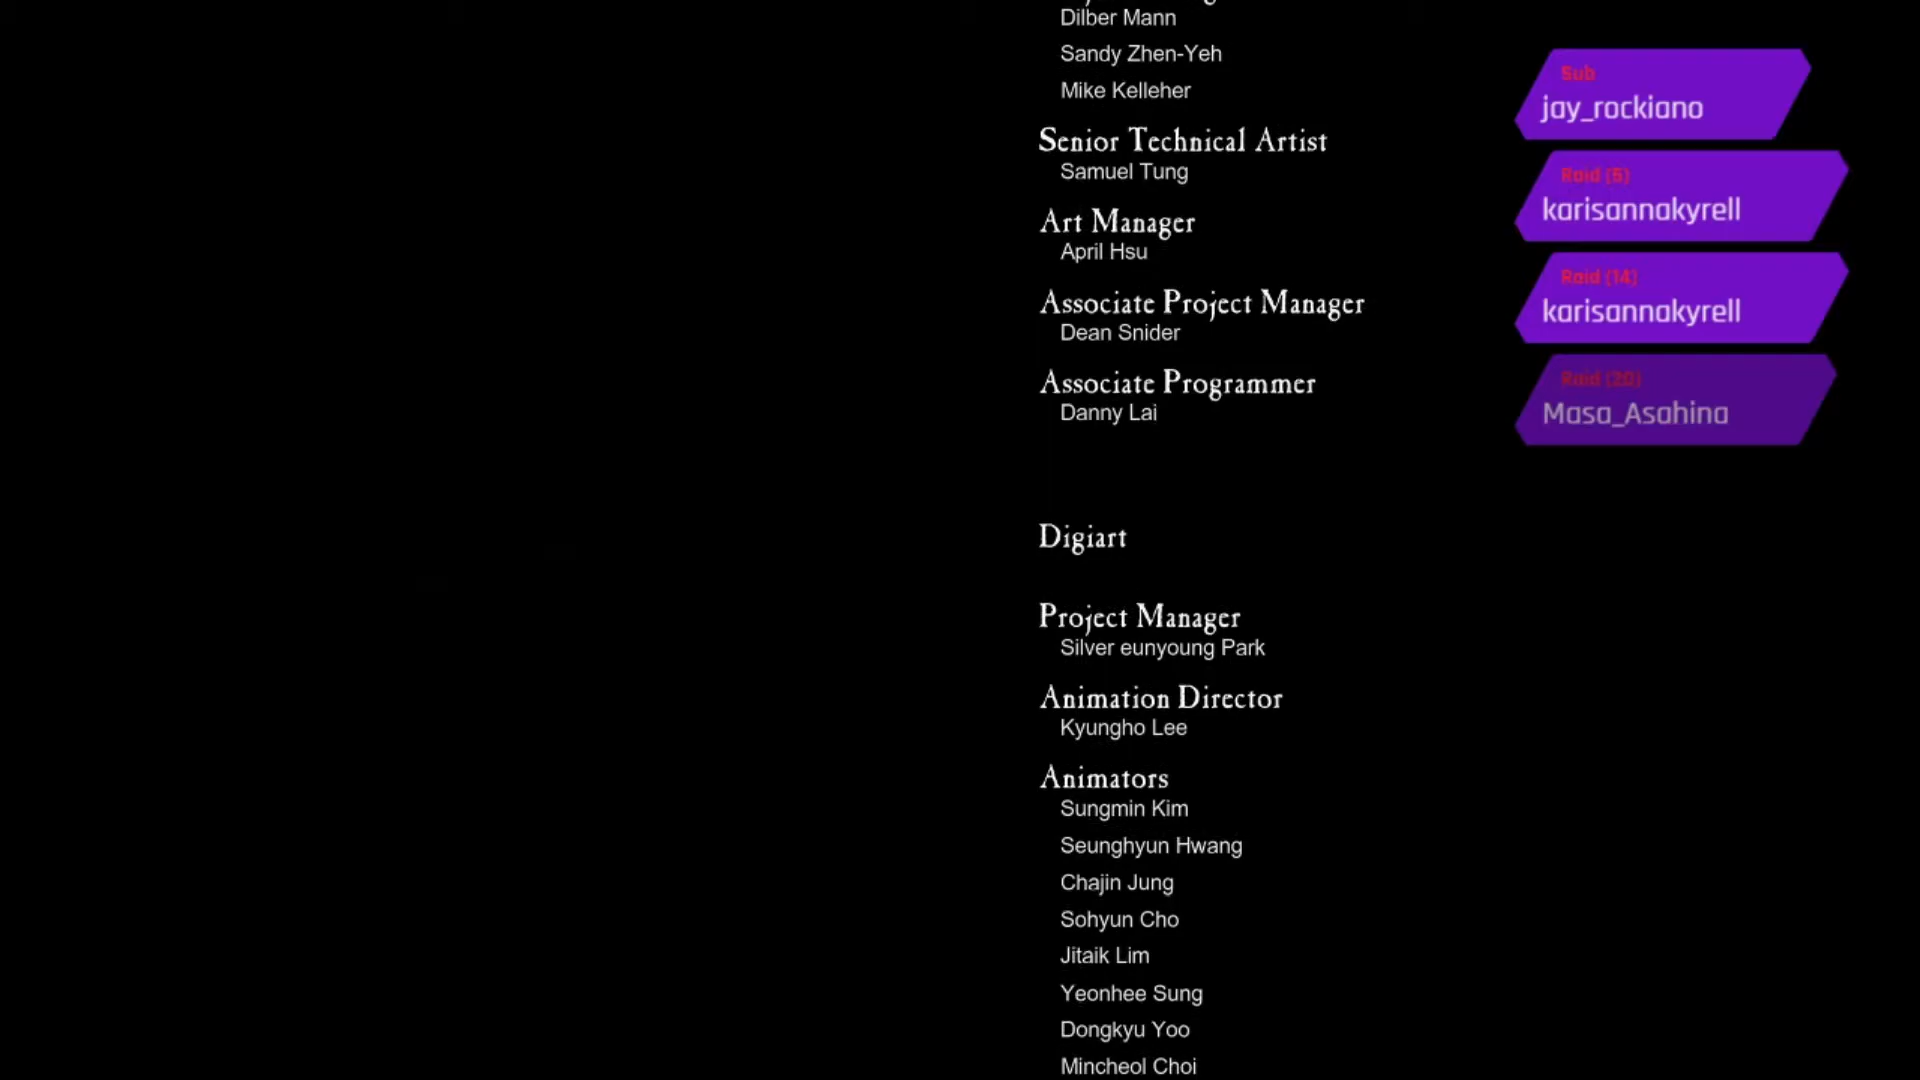 Dilber Mann
Sandy Zhen-Yeh
Mike Kelleher
Senior Technical Artist
Samuel Tung
Art Manager
April Hsu
Associate Project Manager
Dean Snider
Associate Programmer
Danny Lai
Digiart
Project Manager
Silver eunyoung Park
Animation Director
Kyungho Lee
Animators
Sungmin Kim
Seunghyun Hwang
Chajin Jung
Sohyun Cho
Jitaik Lim
Yeonhee Sung
Dongkyu Yoo
Mincheol Choi
Sub
jay_rockiano
Raid (5)
karisannakyrell
Raid (14)
karisannakyrell
Raid (20)
Masa_Asahina